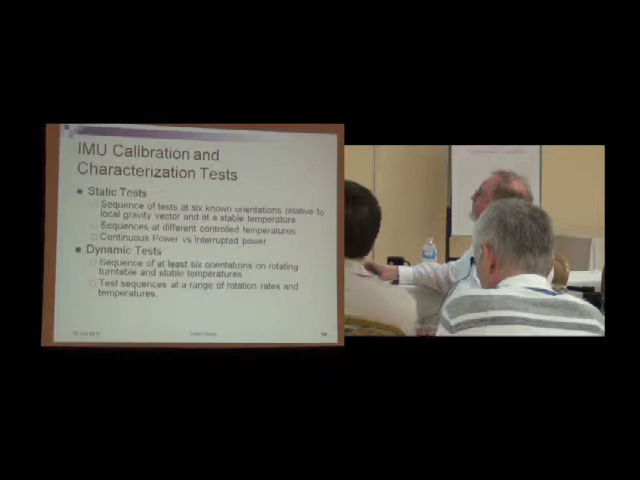 IMU Calibration and
Characterization Tests
Static Tests
Sequence of tests at six known orientations relative to
local gravity vector and at a stable temperature
Sequences at different controlled temperatures
Continuous Power vs Interrupted power
Dynamic Tests
Sequence of at least six orientations on rotating
turntable and stable temperatures
Test sequences at a range of rotation rates and
temperatures.